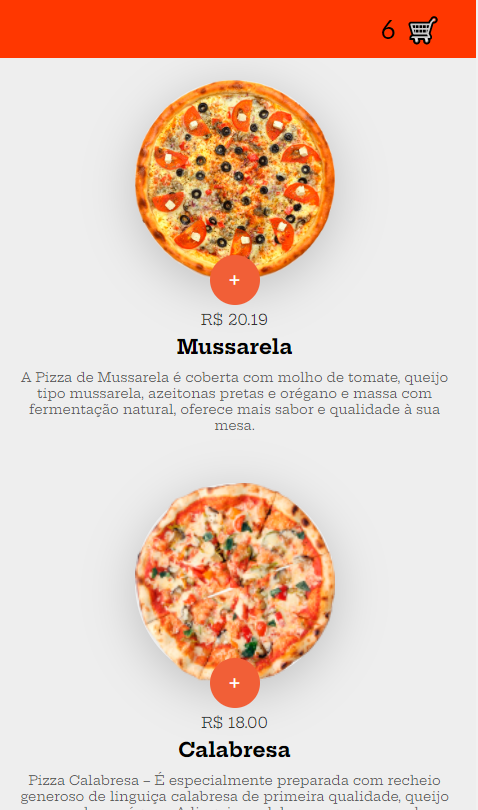 6
+
R$ 20.19
Mussarela
A Pizza de Mussarela é coberta com molho de tomate, queijo
tipo mussarela, azeitonas pretas e orégano e massa com
fermentação natural, oferece mais sabor e qualidade à sua
mesa.
+
R$ 18.00
Calabresa
Pizza Calabresa – É especialmente preparada com recheio
generoso de linguiça calabresa de primeira qualidade, queijo